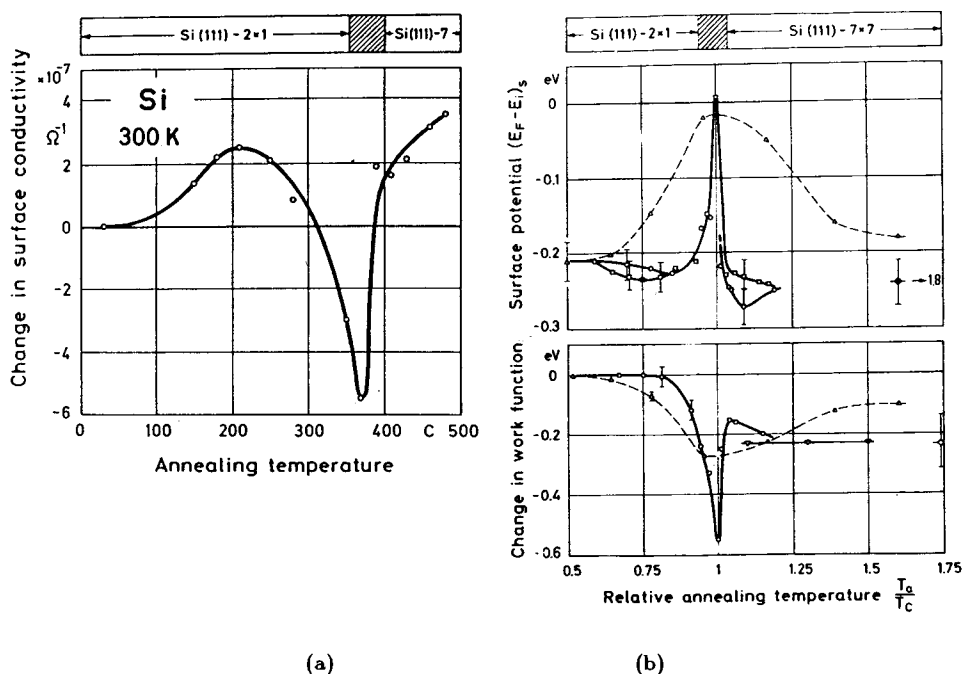 Si (111) - 2×1
Si(111)-7
×10⁻⁷
4
Ω⁻¹
2
0
-2
-4
-6
Change in surface conductivity
Si
300 K
0
100
200
300
400
C
500
Annealing temperature
(a)
Si (111) - 2×1
Si (111) - 7×7
eV
0
-0.1
-0.2
-0.3
Surface potential (E_F-E_i)_s
1.8
eV
0
-0.2
-0.4
-0.6
Change in work function
0.5
0.75
1
1.25
1.5
1.75
Relative annealing temperature T_a/T_c
(b)